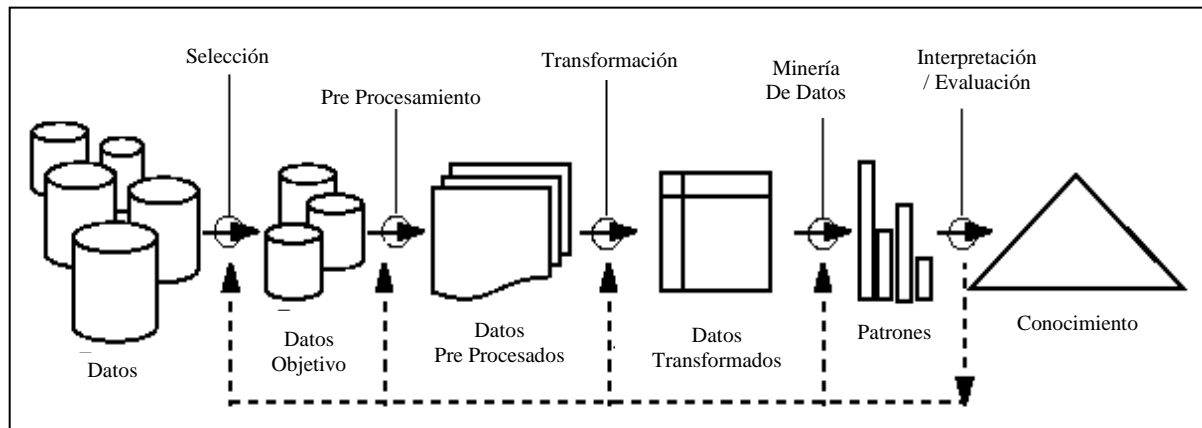 Selección
Pre Procesamiento
Transformación
Minería
De Datos
Interpretación
/ Evaluación
Datos
Datos
Objetivo
Datos
Pre Procesados
Datos
Transformados
Patrones
Conocimiento